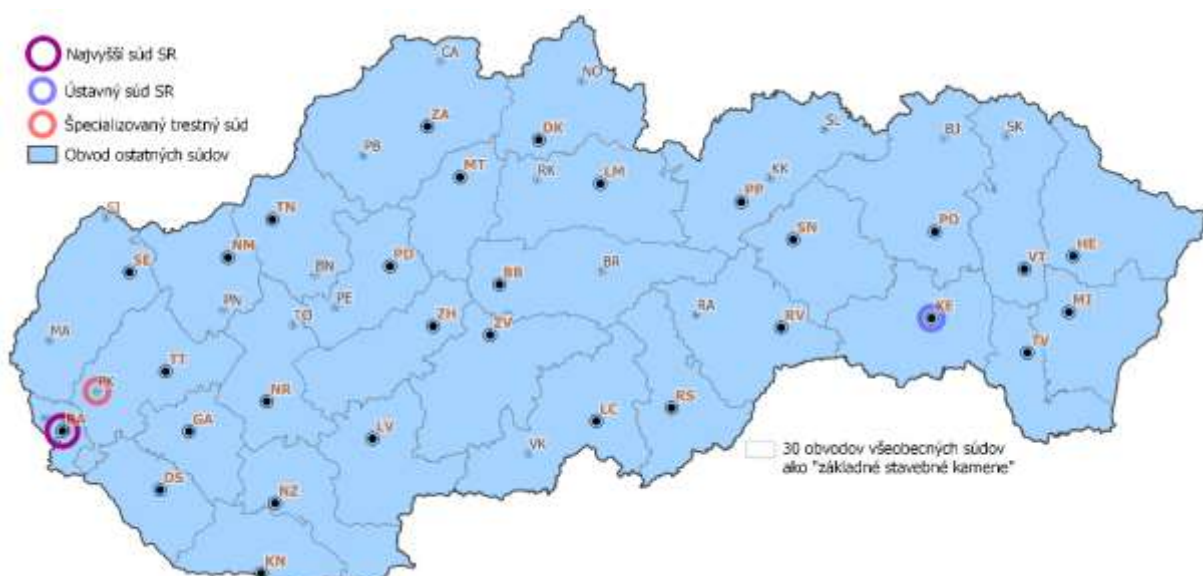 Najvyšší súd SR
Ústavný súd SR
Špecializovaný trestný súd
Obvod ostatných súdov
CA
NO
ZA
DK
SL
BJ
SK
PB
MT
RK
LM
KK
PP
TN
SN
PO
NM
SE
BN
PD
BB
BR
VT
HE
PN
PE
TO
ZH
ZV
RA
RV
KE
MI
MA
TV
TT
PK
NR
LC
RS
BA
GA
LV
VK
30 obvodov všeobecných súdov
ako "základné stavebné kamene"
DS
NZ
KN